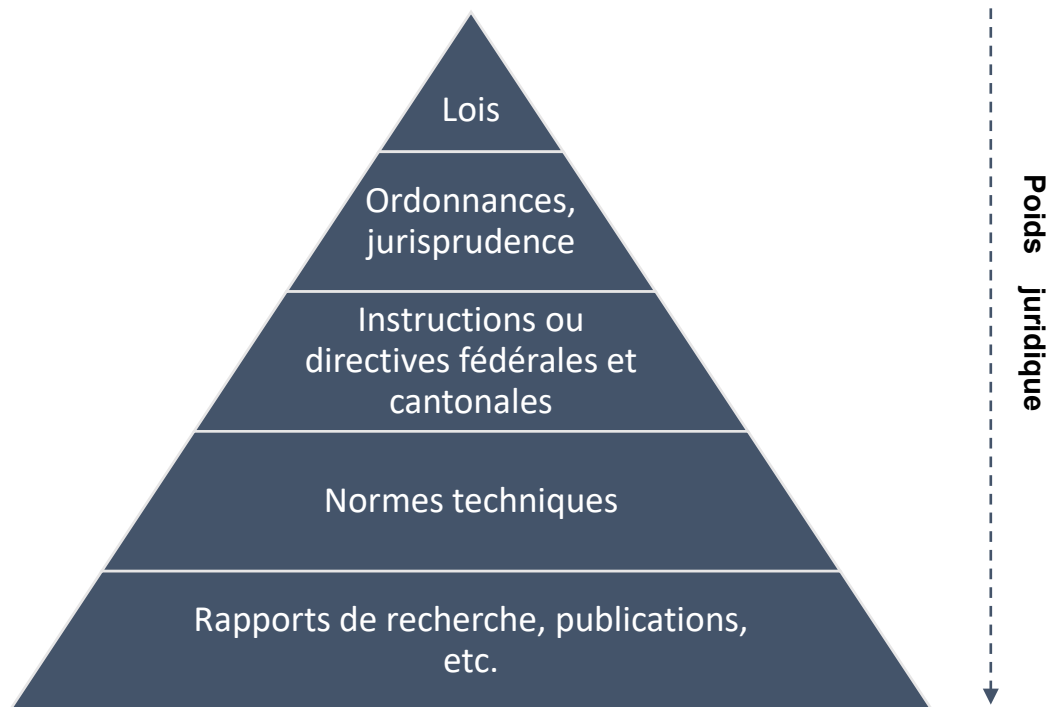 Lois
Ordonnances,
jurisprudence
Instructions ou
directives fédérales et
cantonales
Normes techniques
Rapports de recherche, publications,
etc.
Poids juridique